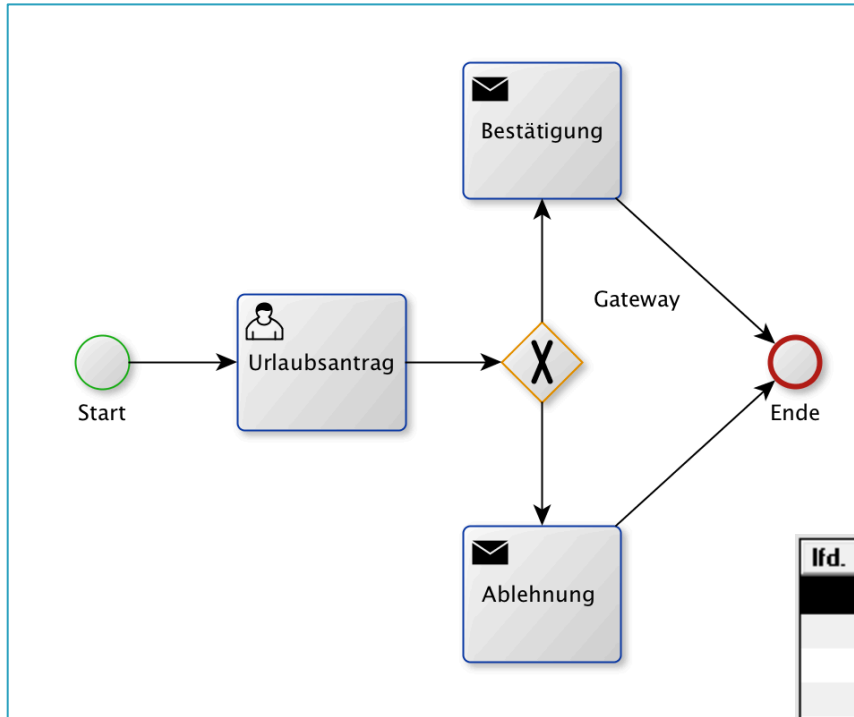 Bestätigung
Gateway
Urlaubsantrag
Start
Ende
Ablehnung
lfd.